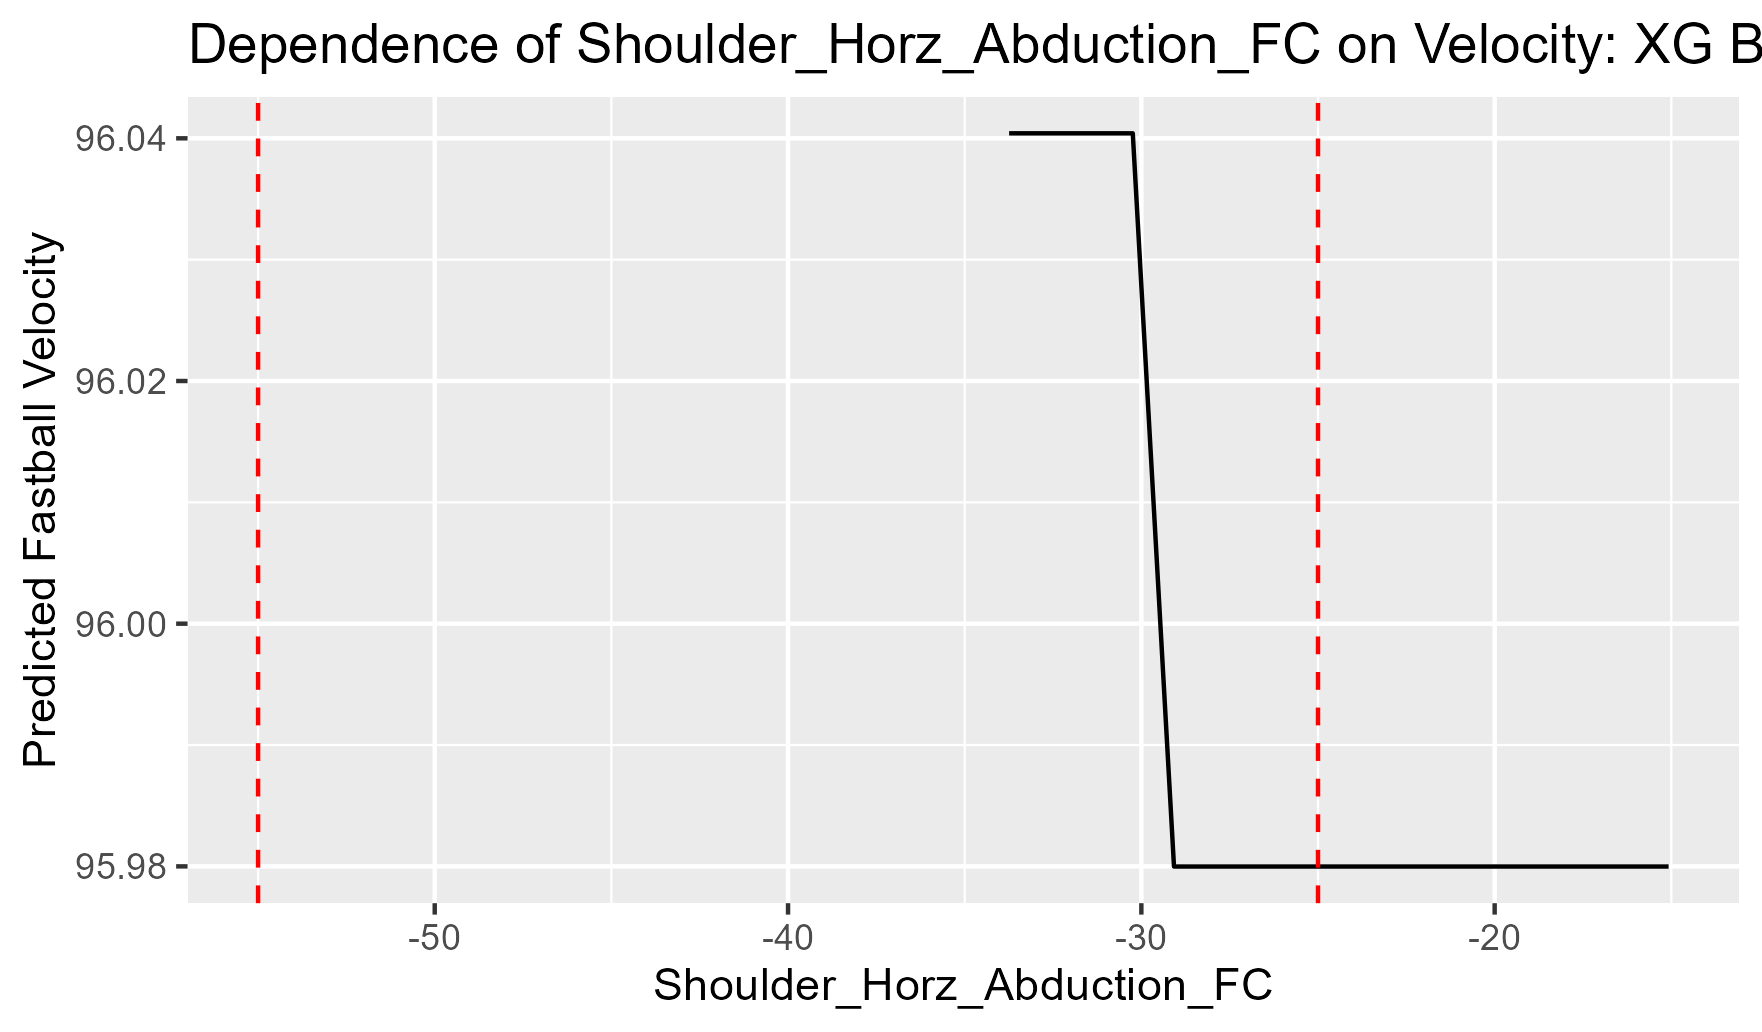 Dependence of Shoulder_Horz_Abduction_FC on Velocity: XG B
96.04
96.02
96.00
95.98
Predicted Fastball Velocity
-50
-40
-30
-20
Shoulder_Horz_Abduction_FC